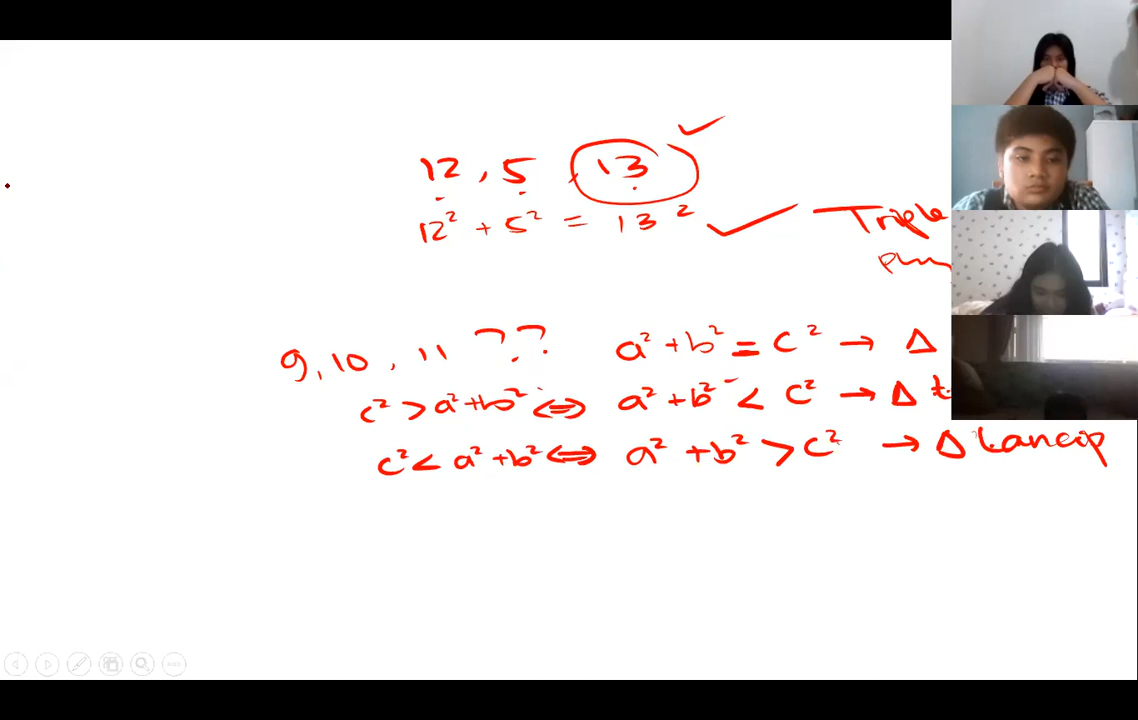 12, 5, 13 ✓
12² + 5² = 13² ✓ → Triple
9, 10, 11 ??
a² + b² = c² → Δ
c² > a² + b² ⇔ a² + b² < c² → Δ t
c² < a² + b² ⇔ a² + b² > c² → Δ lancip